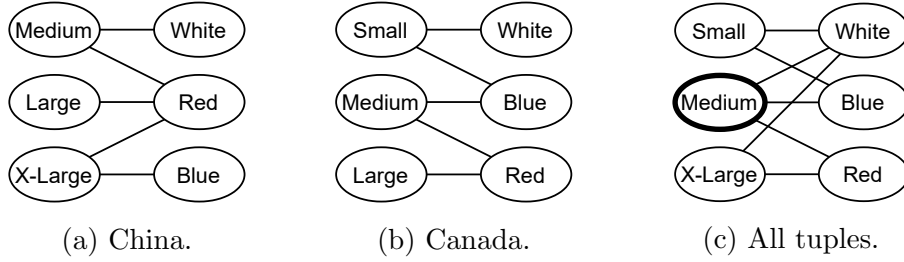 Medium White
Large Red
X-Large Blue
(a) China.
Small White
Medium Blue
Large Red
(b) Canada.
Small White
Medium Blue
X-Large Red
(c) All tuples.